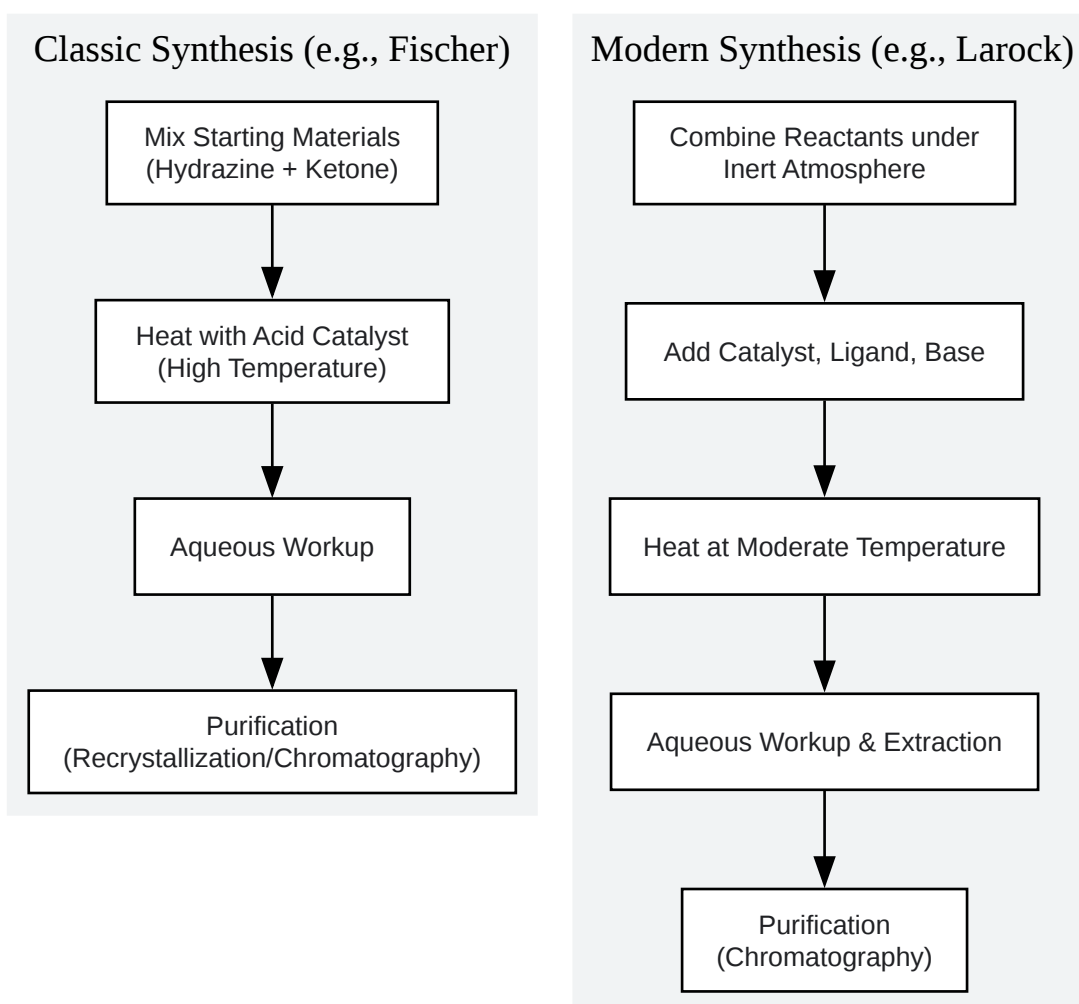 Classic Synthesis (e.g., Fischer)
Mix Starting Materials
(Hydrazine + Ketone)
Heat with Acid Catalyst
(High Temperature)
Aqueous Workup
Purification
(Recrystallization/Chromatography)
Modern Synthesis (e.g., Larock)
Combine Reactants under
Inert Atmosphere
Add Catalyst, Ligand, Base
Heat at Moderate Temperature
Aqueous Workup & Extraction
Purification
(Chromatography)